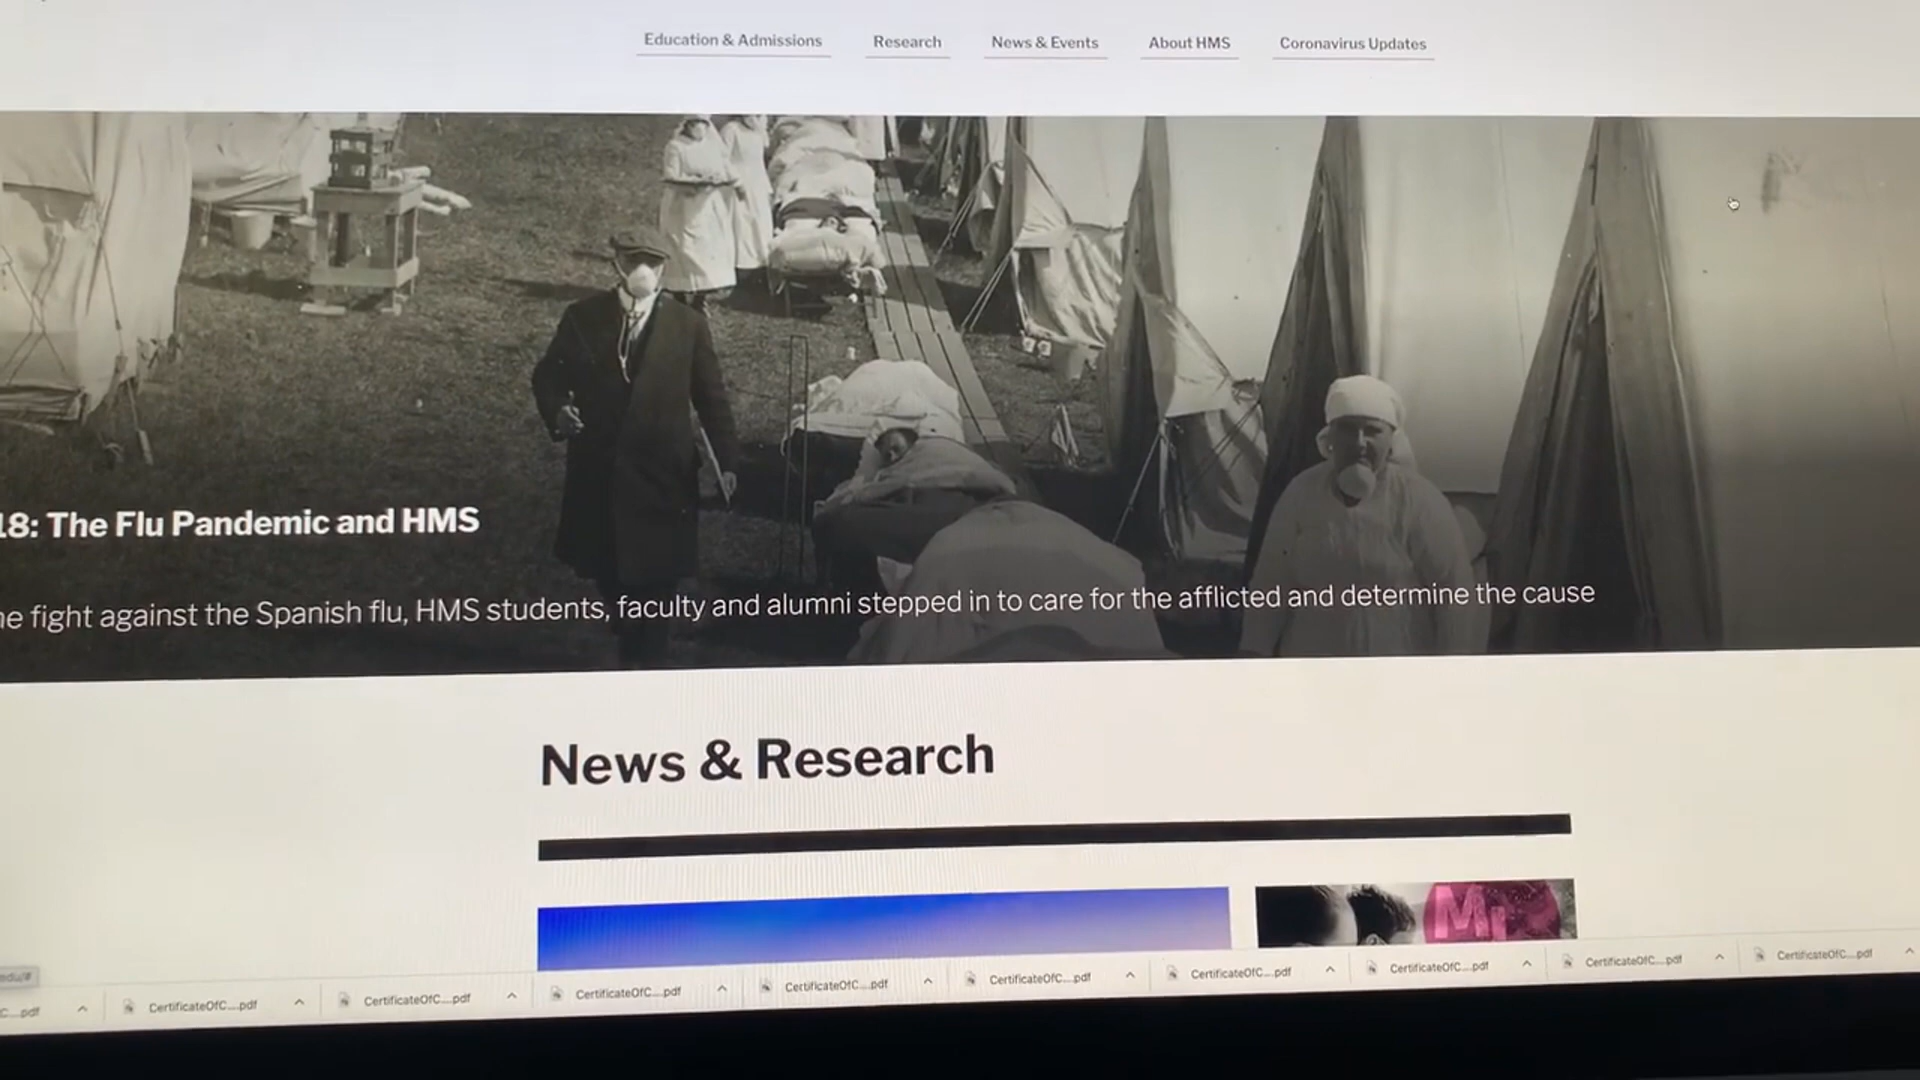 Education & Admissions Research News & Events About HMS Coronavirus Updates
18: The Flu Pandemic and HMS
fight against the Spanish flu, HMS students, faculty and alumni stepped in to care for the afflicted and determine the cause
News & Research
edu/#
C....pdf CertificateOfC....pdf CertificateOfC....pdf CertificateOfC....pdf CertificateOfC....pdf CertificateOfC....pdf CertificateOfC....pdf CertificateOfC....pdf CertificateOfC....pdf CertificateOfC....pdf